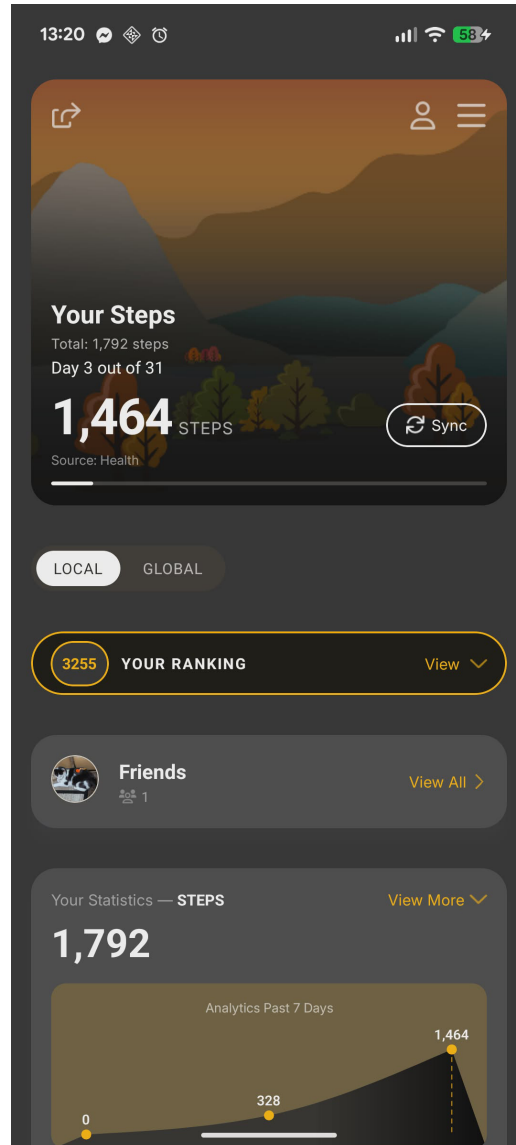 13:20
58
Your Steps
Total: 1,792 steps
Day 3 out of 31
1,464 STEPS
Sync
Source: Health
LOCAL GLOBAL
3255 YOUR RANKING View
Friends
1
View All
Your Statistics — STEPS View More
1,792
Analytics Past 7 Days
1,464
328
0